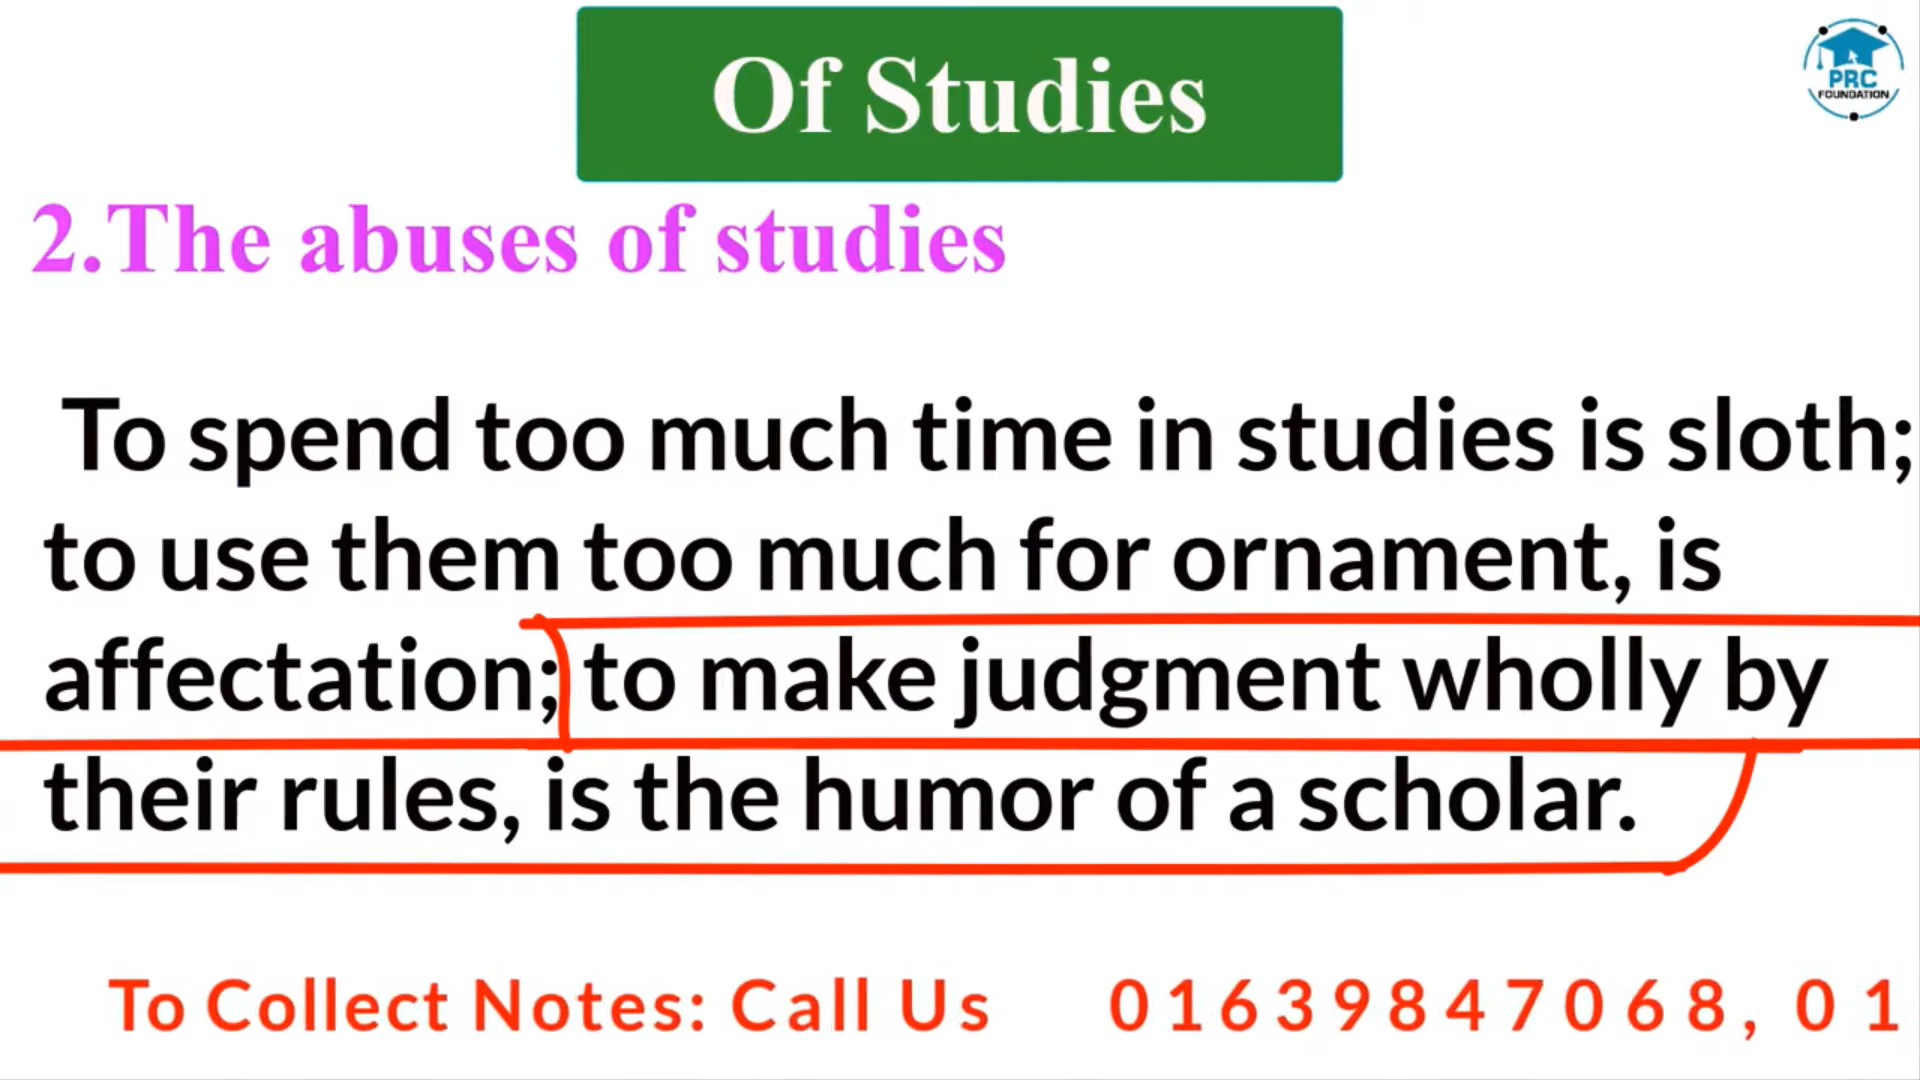 Of Studies
PRC
FOUNDATION
2.The abuses of studies
To spend too much time in studies is sloth;
to use them too much for ornament, is
affectation; to make judgment wholly by
their rules, is the humor of a scholar.
To Collect Notes: Call Us 01639847068, 01